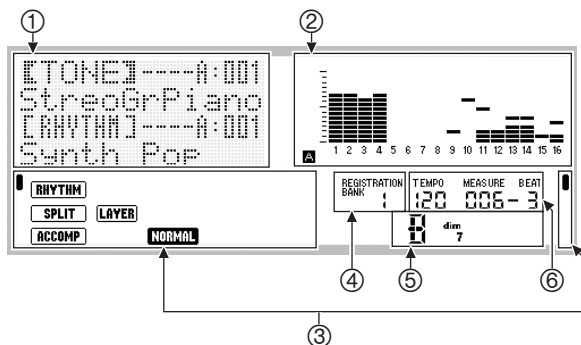 ① ②
【TONE】----A:001
StreoGrPiano
[RHYTHM]----A:001
Synth Pop
A
1 2 3 4 5 6 7 8 9 10 11 12 13 14 15 16
RHYTHM
SPLIT LAYER
ACCOMP NORMAL
REGISTRATION BANK 1
TEMPO MEASURE BEAT
120 006-3
B dim 7
④ ⑤ ⑥
③